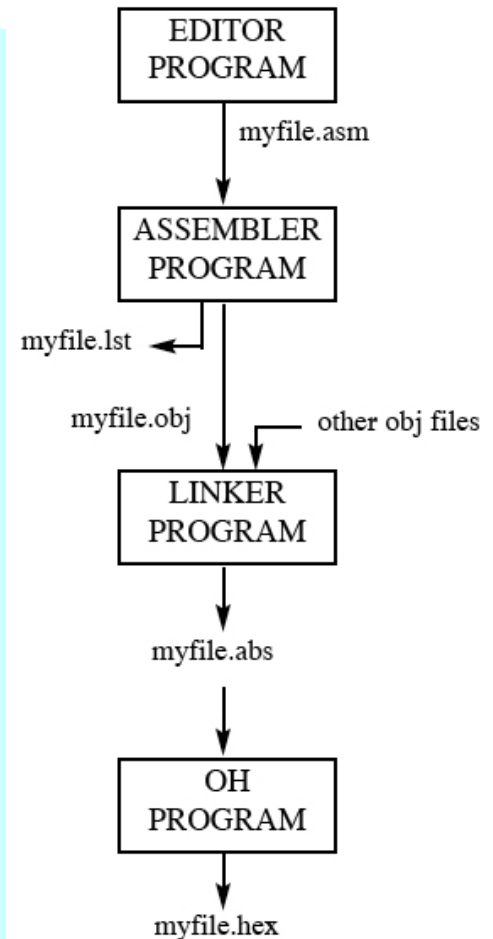 EDITOR
PROGRAM
myfile.asm
ASSEMBLER
PROGRAM
myfile.lst
myfile.obj
other obj files
LINKER
PROGRAM
myfile.abs
OH
PROGRAM
myfile.hex